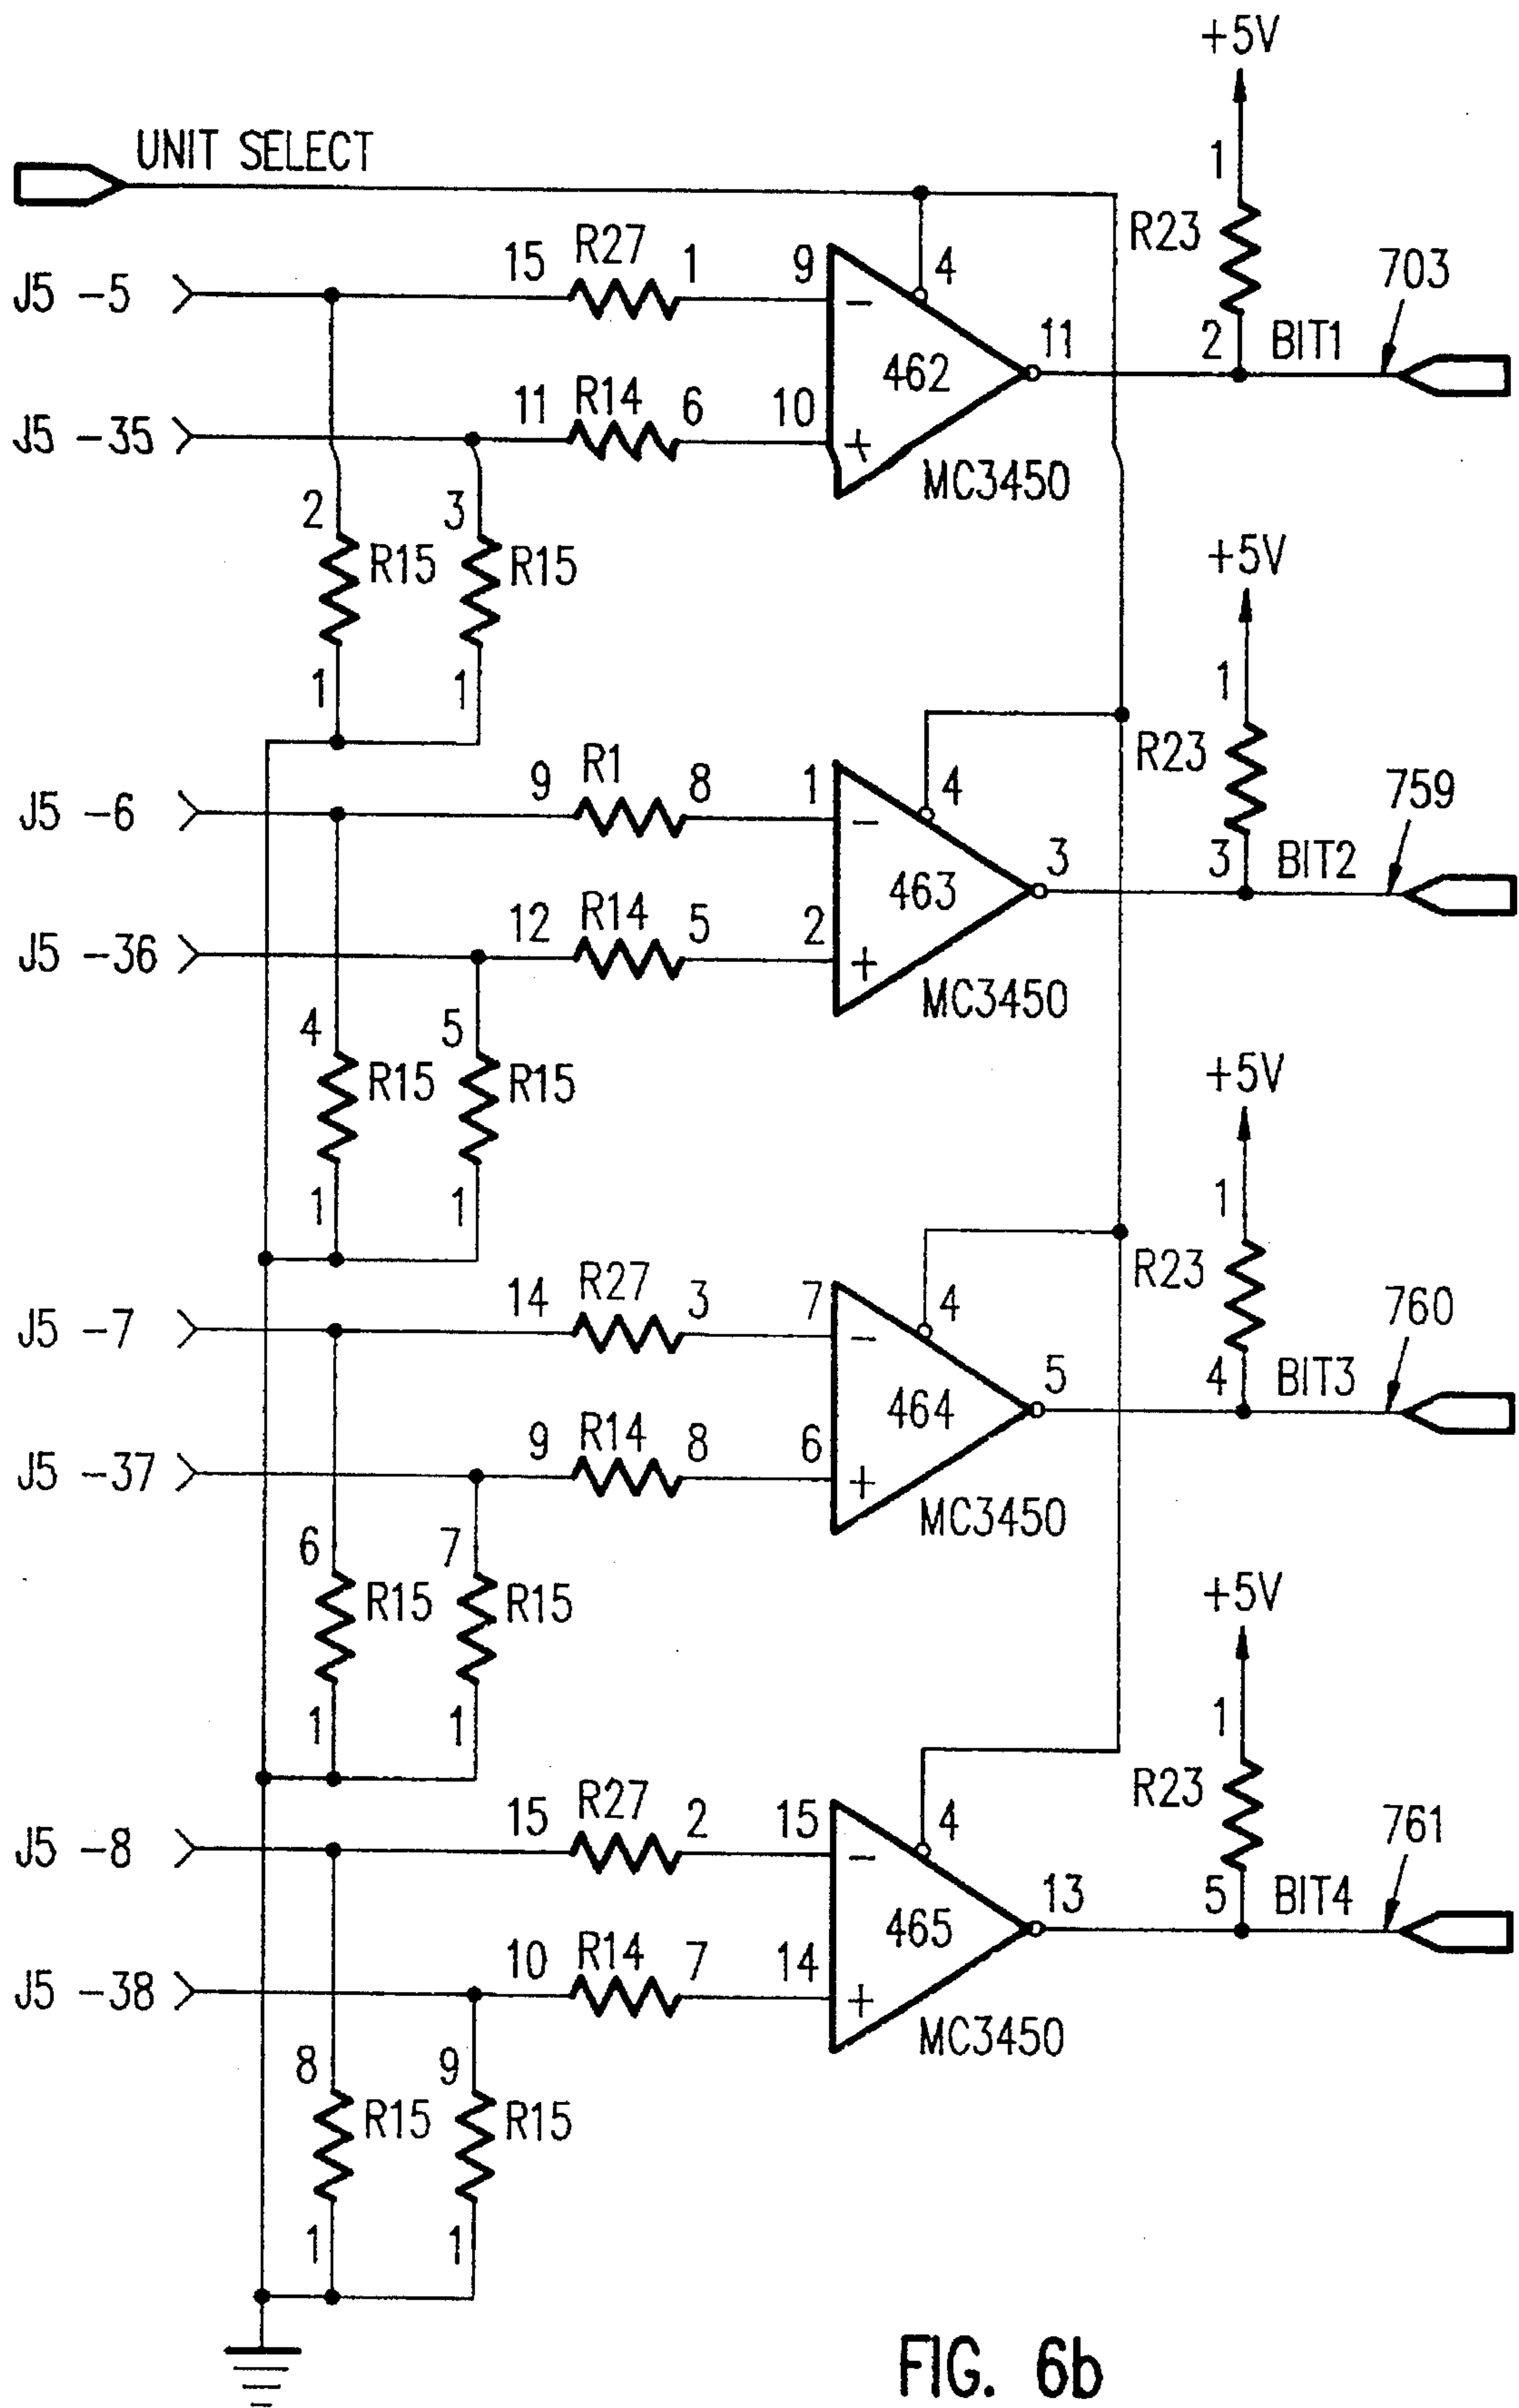 +5V
UNIT SELECT
1
R23
J5 -5
15 R27 1
9
-
4
462
11
2
BIT1
703
J5 -35
11 R14 6
10
+
MC3450
2
R15
3
R15
1
1
+5V
1
R23
J5 -6
9 R1 8
1
-
4
463
3
3
BIT2
759
J5 -36
12 R14 5
2
+
MC3450
4
R15
5
R15
1
1
+5V
1
R23
J5 -7
14 R27 3
7
-
4
464
5
4
BIT3
760
J5 -37
9 R14 8
6
+
MC3450
6
R15
7
R15
1
1
+5V
1
R23
J5 -8
15 R27 2
15
-
4
465
13
5
BIT4
761
J5 -38
10 R14 7
14
+
MC3450
8
R15
9
R15
1
1
FIG. 6b